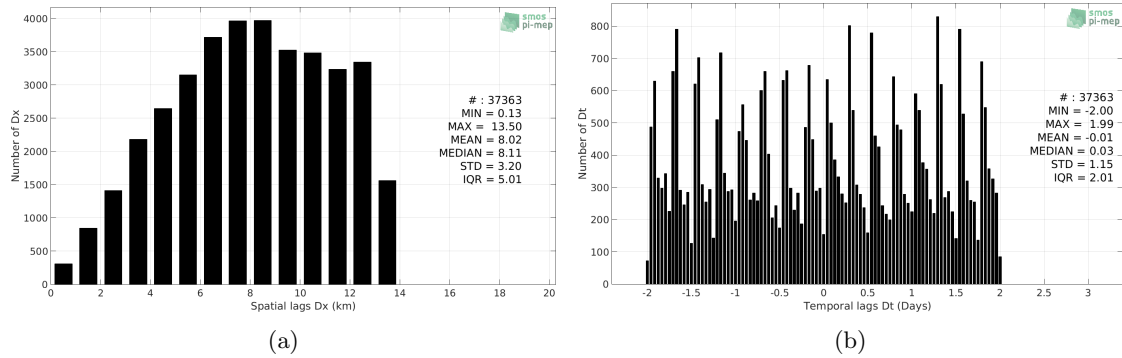 smos
pi-mep
4000
3500
3000
2500
2000
1500
1000
500
0
Number of Dx
# : 37363
MIN = 0.13
MAX = 13.50
MEAN = 8.02
MEDIAN = 8.11
STD = 3.20
IQR = 5.01
0 2 4 6 8 10 12 14 16 18 20
Spatial lags Dx (km)
(a)
smos
pi-mep
800
700
600
500
400
300
200
100
0
Number of Dt
# : 37363
MIN = -2.00
MAX = 1.99
MEAN = -0.01
MEDIAN = 0.03
STD = 1.15
IQR = 2.01
-2 -1.5 -1 -0.5 0 0.5 1 1.5 2 2.5 3
Temporal lags Dt (Days)
(b)